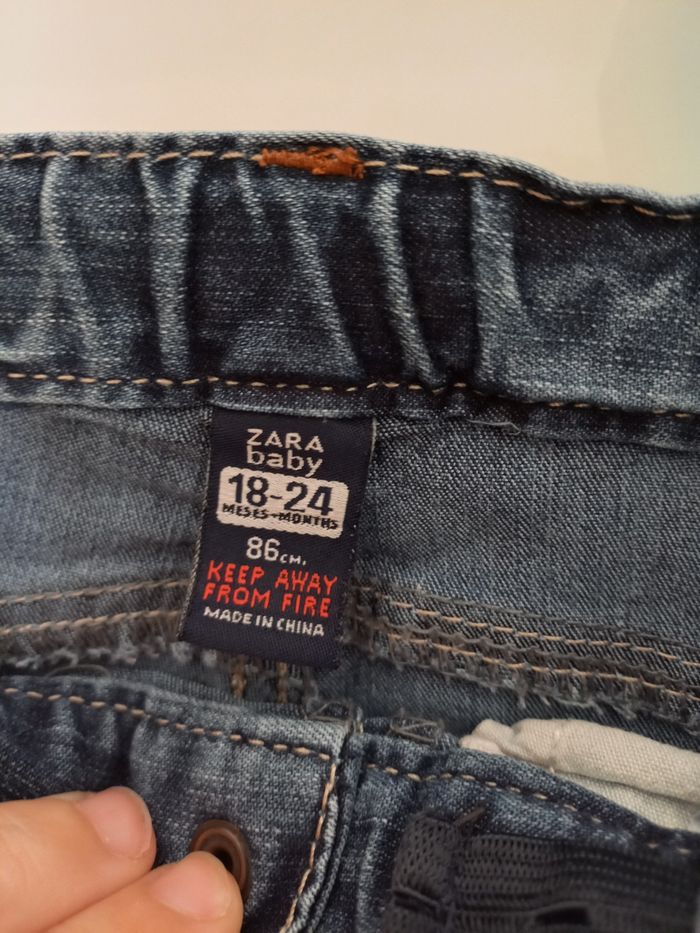 ZARA
baby
18-24
MESES-MONTHS
86CM.
KEEP AWAY
FROM FIRE
MADE IN CHINA